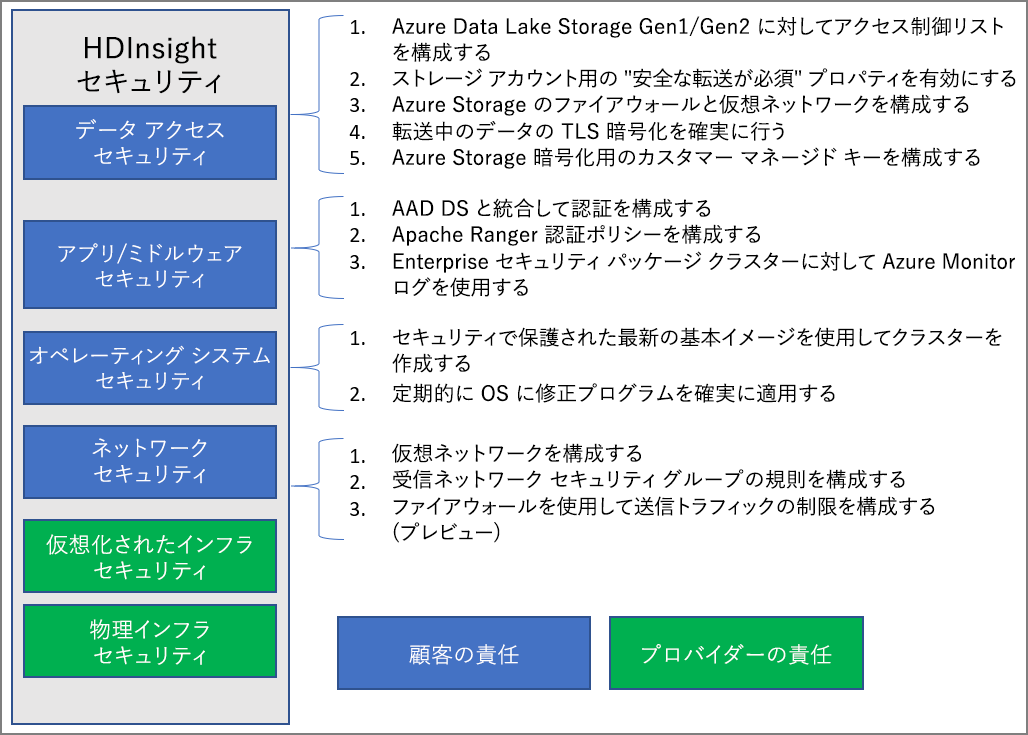 HDInsight
セキュリティ
データ アクセス
セキュリティ
1. Azure Data Lake Storage Gen1/Gen2 に対してアクセス制御リスト
を構成する
2. ストレージ アカウント用の "安全な転送が必須" プロパティを有効にする
3. Azure Storage のファイアウォールと仮想ネットワークを構成する
4. 転送中のデータの TLS 暗号化を確実に行う
5. Azure Storage 暗号化用のカスタマー マネージド キーを構成する
アプリ/ミドルウェア
セキュリティ
1. AAD DS と統合して認証を構成する
2. Apache Ranger 認証ポリシーを構成する
3. Enterprise セキュリティ パッケージ クラスターに対して Azure Monitor
ログを使用する
オペレーティング システム
セキュリティ
1. セキュリティで保護された最新の基本イメージを使用してクラスターを
作成する
2. 定期的に OS に修正プログラムを確実に適用する
ネットワーク
セキュリティ
1. 仮想ネットワークを構成する
2. 受信ネットワーク セキュリティ グループの規則を構成する
3. ファイアウォールを使用して送信トラフィックの制限を構成する
(プレビュー)
仮想化されたインフラ
セキュリティ
物理インフラ
セキュリティ
顧客の責任
プロバイダーの責任